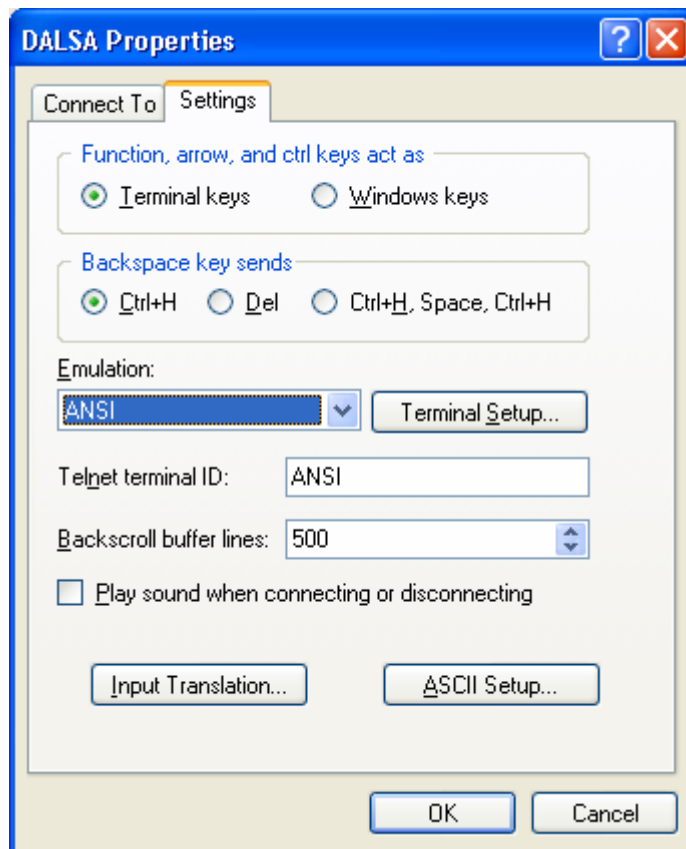 DALSA Properties
Connect To Settings
Function, arrow, and ctrl keys act as
Terminal keys Windows keys
Backspace key sends
Ctrl+H Del Ctrl+H, Space, Ctrl+H
Emulation:
ANSI Terminal Setup...
Telnet terminal ID: ANSI
Backscroll buffer lines: 500
Play sound when connecting or disconnecting
Input Translation... ASCII Setup...
OK Cancel